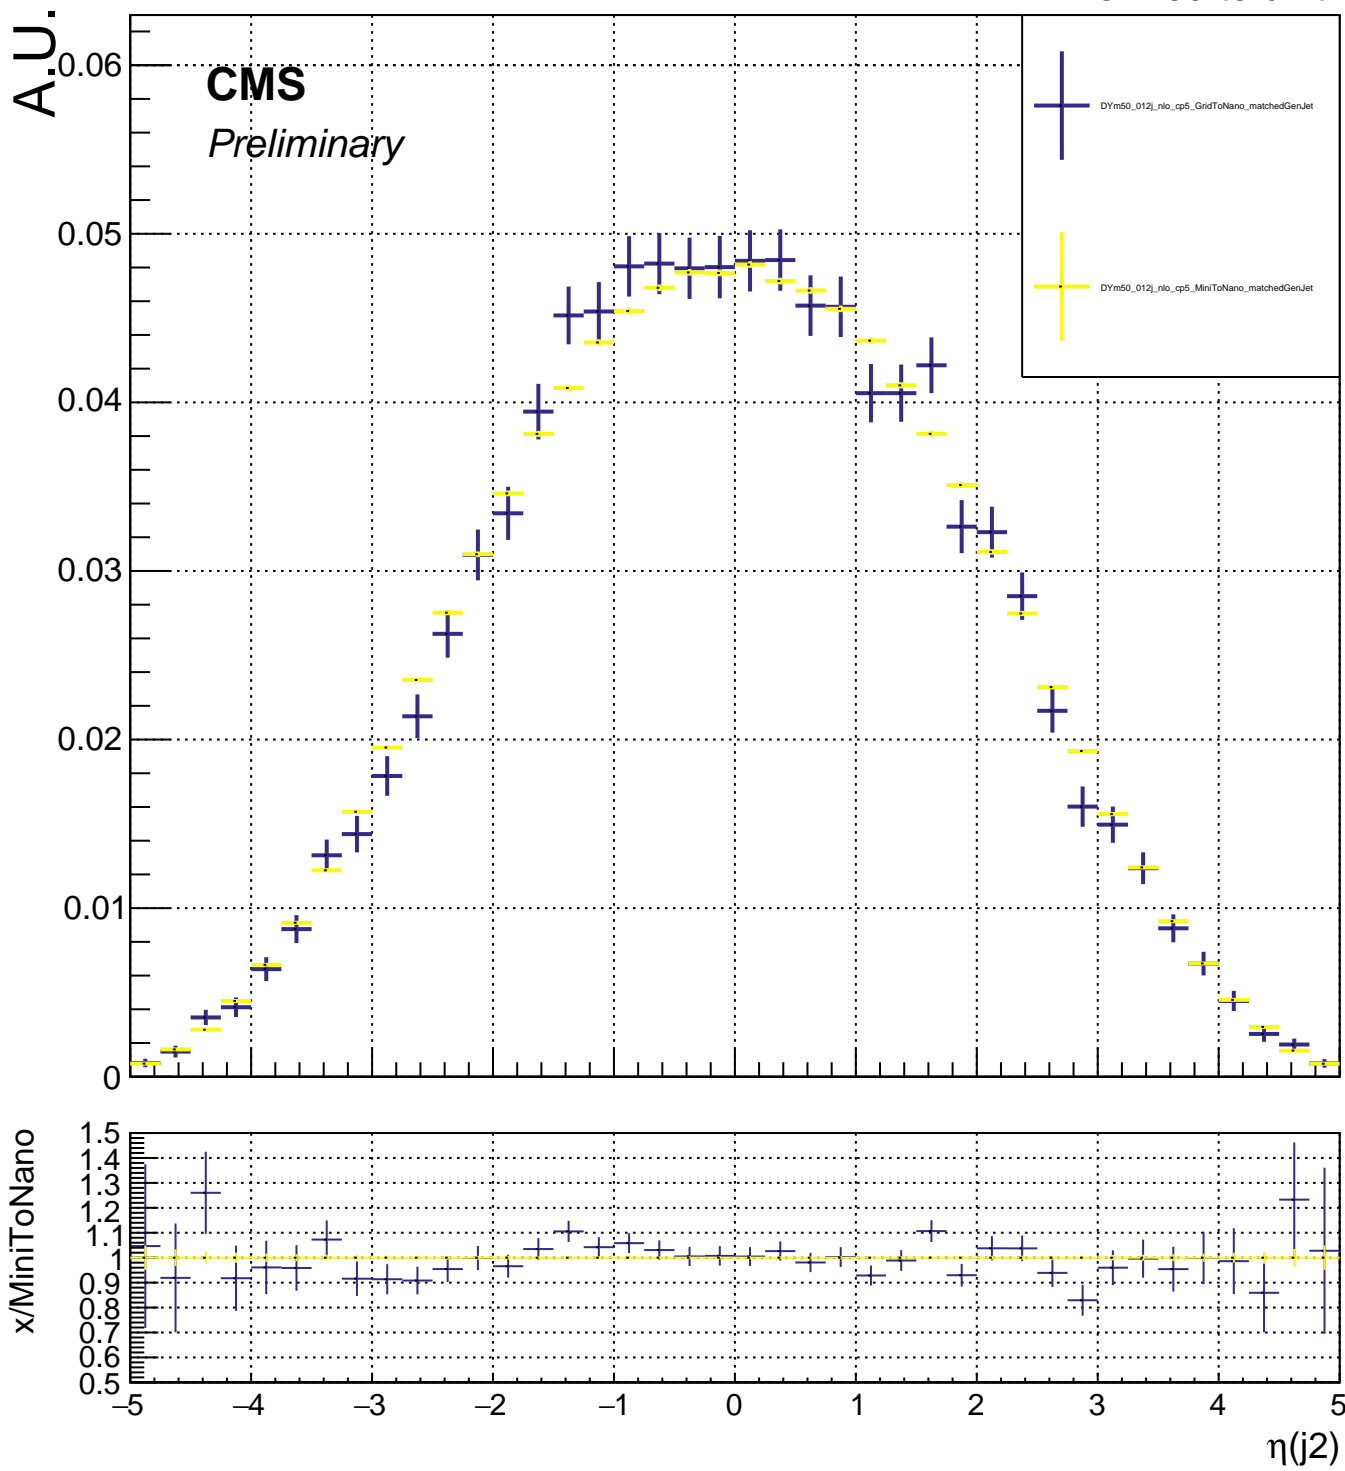 A.U.
CMS
Preliminary
DYm50_012j_nlo_cp5_GridToNano_matchedGenJet
DYm50_012j_nlo_cp5_MiniToNano_matchedGenJet
0.06
0.05
0.04
0.03
0.02
0.01
0
x/MiniToNano
1.5
1.4
1.3
1.2
1.1
1
0.9
0.8
0.7
0.6
0.5
−5 −4 −3 −2 −1 0 1 2 3 4 5
η(j2)